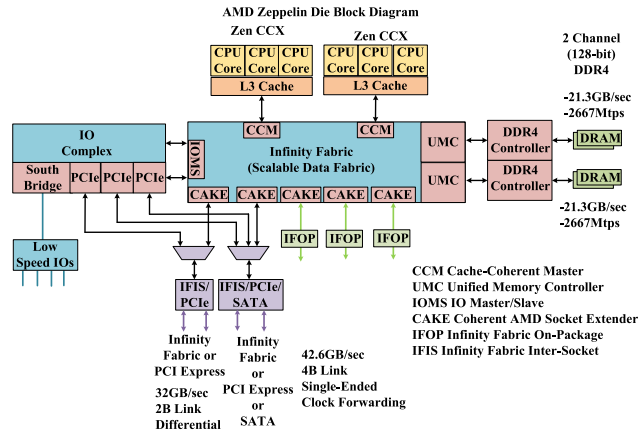 AMD Zeppelin Die Block Diagram
Zen CCX
Zen CCX
CPU Core
CPU Core
CPU Core
L3 Cache
CPU Core
CPU Core
CPU Core
L3 Cache
2 Channel
(128-bit)
DDR4
-21.3GB/sec
-2667Mtps
IO
Complex
South
Bridge
PCIe
PCIe
PCIe
IOMS
CCM
CCM
Infinity Fabric
(Scalable Data Fabric)
CAKE
CAKE
CAKE
CAKE
CAKE
UMC
UMC
DDR4
Controller
DDR4
Controller
DRAM
DRAM
-21.3GB/sec
-2667Mtps
Low
Speed IOs
IFOP
IFOP
IFOP
IFIS/
PCIe
IFIS/PCIe/
SATA
Infinity
Fabric or
PCI Express
32GB/sec
2B Link
Differential
Infinity
Fabric
or
PCI Express
or
SATA
42.6GB/sec
4B Link
Single-Ended
Clock Forwarding
CCM Cache-Coherent Master
UMC Unified Memory Controller
IOMS IO Master/Slave
CAKE Coherent AMD Socket Extender
IFOP Infinity Fabric On-Package
IFIS Infinity Fabric Inter-Socket